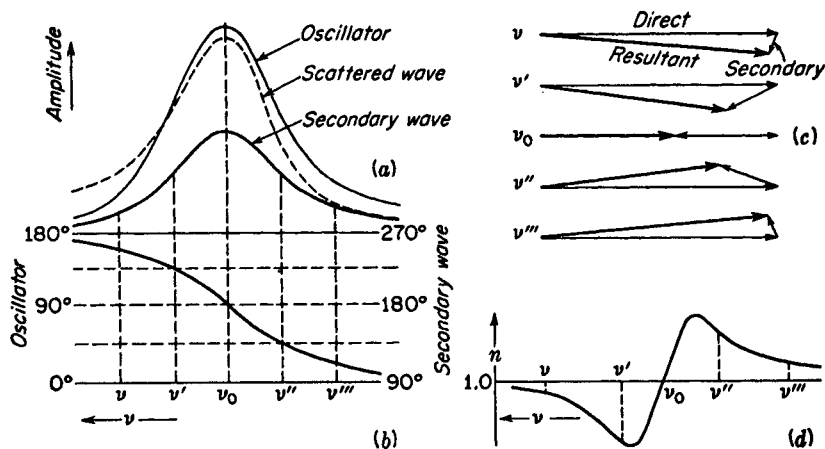 Amplitude
Oscillator
Scattered wave
Secondary wave
(a)
180°
270°
Oscillator
90°
180°
Secondary wave
0°
90°
ν
ν'
ν₀
ν''
ν'''
ν
(b)
ν
Direct
Resultant
Secondary
ν'
ν₀
(c)
ν''
ν'''
n
1.0
ν
ν'
ν₀
ν''
ν'''
ν
(d)